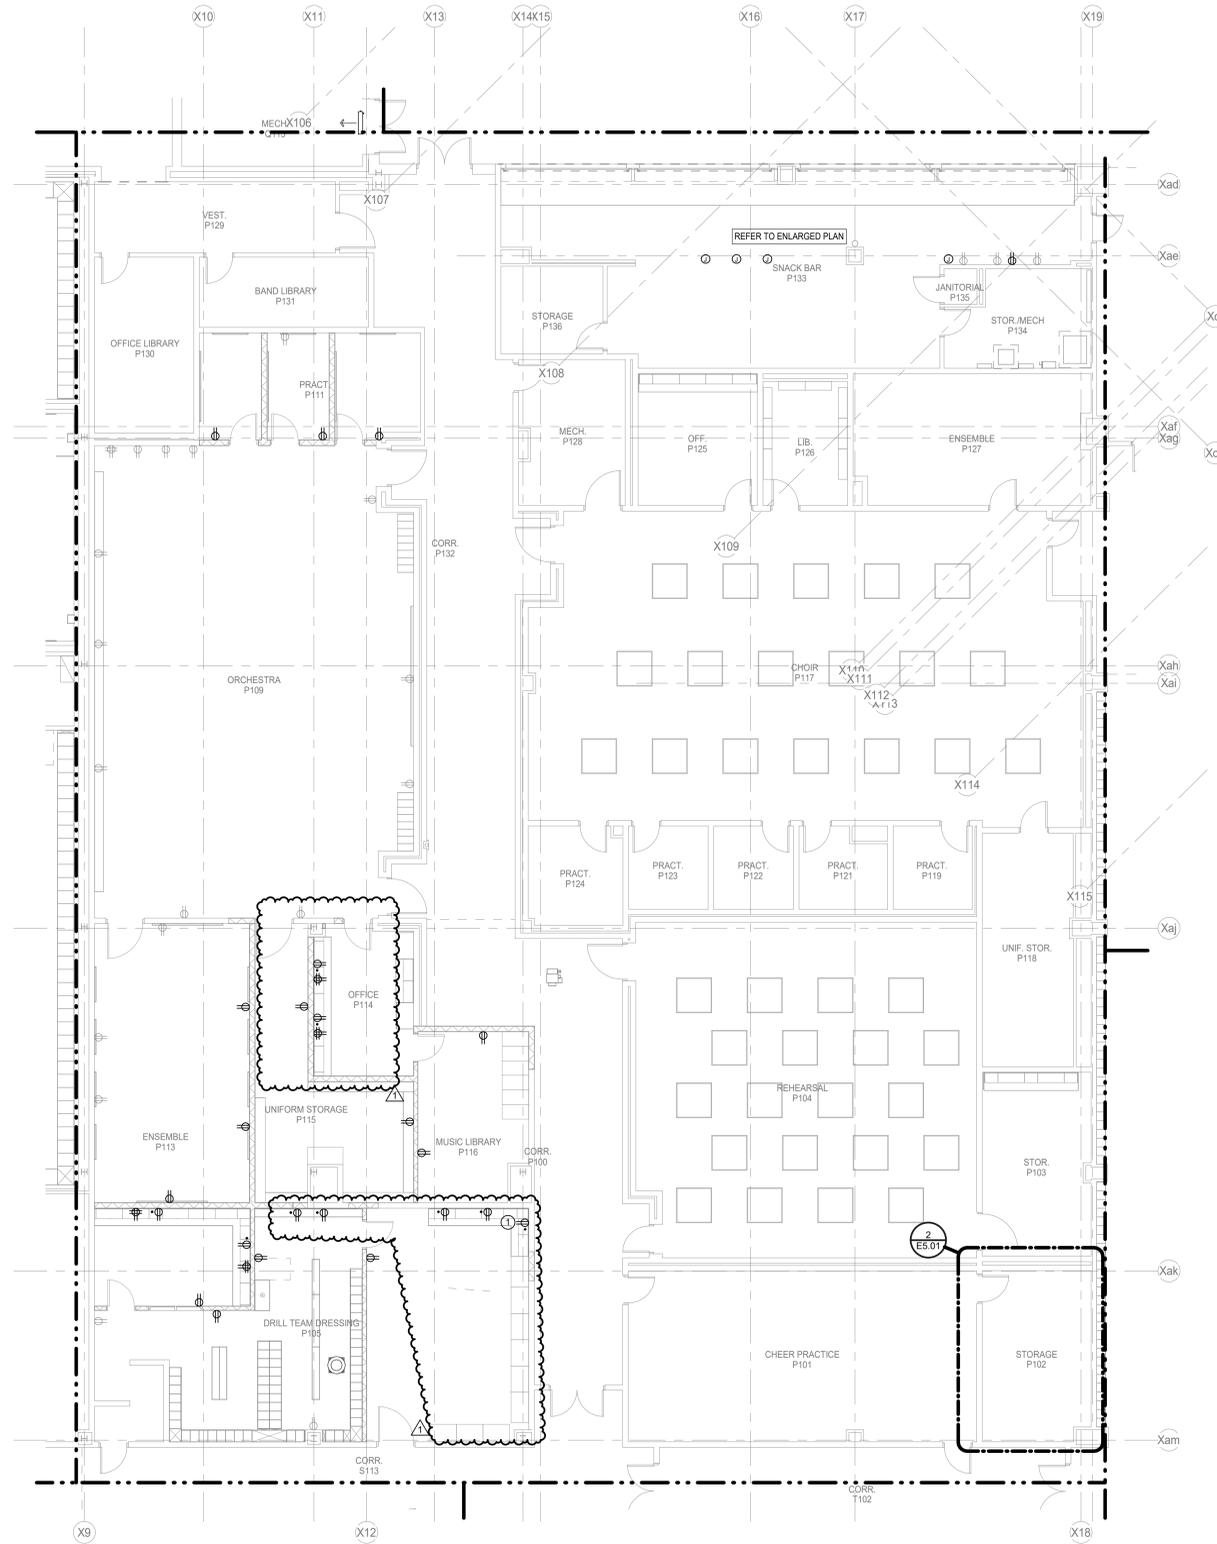 X10
X11
X13
X14
X15
X16
X17
X19
MECH.
X106
Xad
X107
VEST.
P129
REFER TO ENLARGED PLAN
J
J
J
J
Xae
SNACK BAR
P133
JANITORIAL
P135
BAND LIBRARY
P131
STORAGE
P136
STOR./MECH
P134
OFFICE LIBRARY
P130
X108
PRACT.
P111
Xaf
Xag
MECH.
P128
OFF.
P125
LIB.
P126
ENSEMBLE
P127
CORR.
P132
X109
ORCHESTRA
P109
CHOIR
P117
X110
X111
X112
X113
Xah
Xai
X114
PRACT.
P124
PRACT.
P123
PRACT.
P122
PRACT.
P121
PRACT.
P119
X115
Xaj
UNIF. STOR.
P118
OFFICE
P114
REHEARSAL
P104
1
UNIFORM STORAGE
P115
ENSEMBLE
P113
MUSIC LIBRARY
P116
CORR.
P100
STOR.
P103
1
2
E5.01
Xak
DRILL TEAM DRESSING
P105
CHEER PRACTICE
P101
STORAGE
P102
1
Xam
CORR.
S113
CORR.
T102
X9
X12
X18